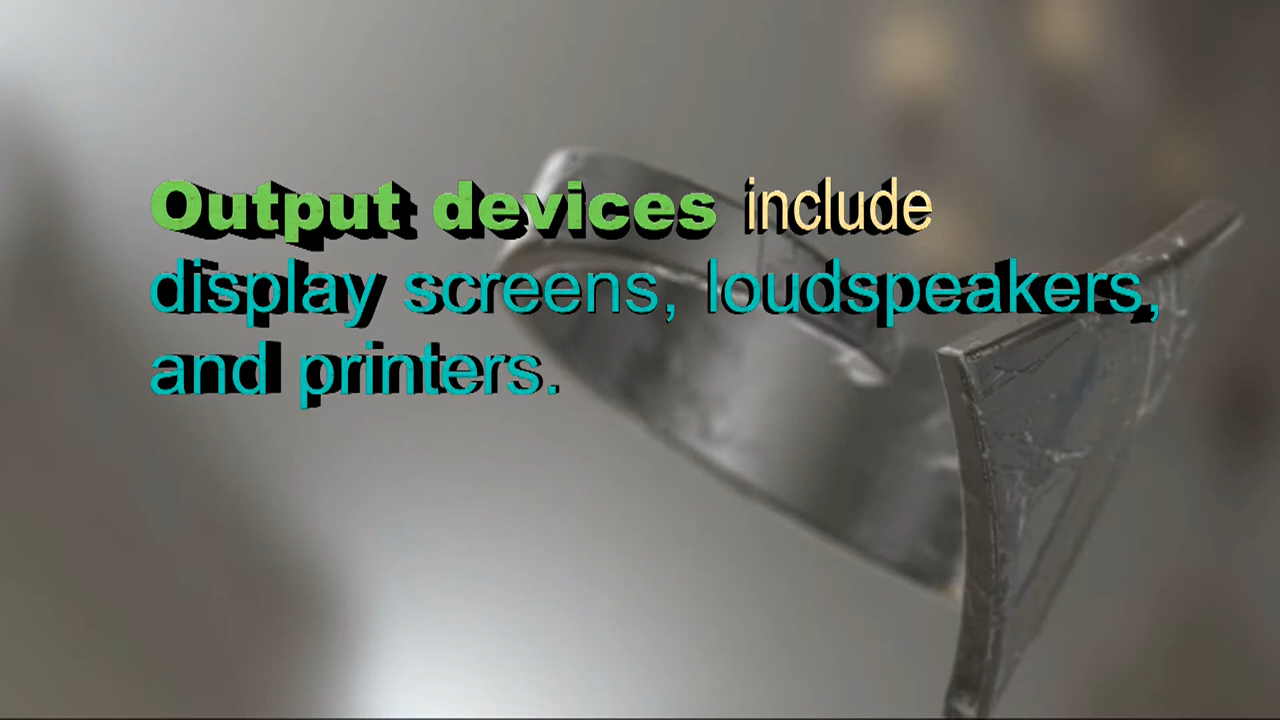 Output devices include
display screens, loudspeakers,
and printers.